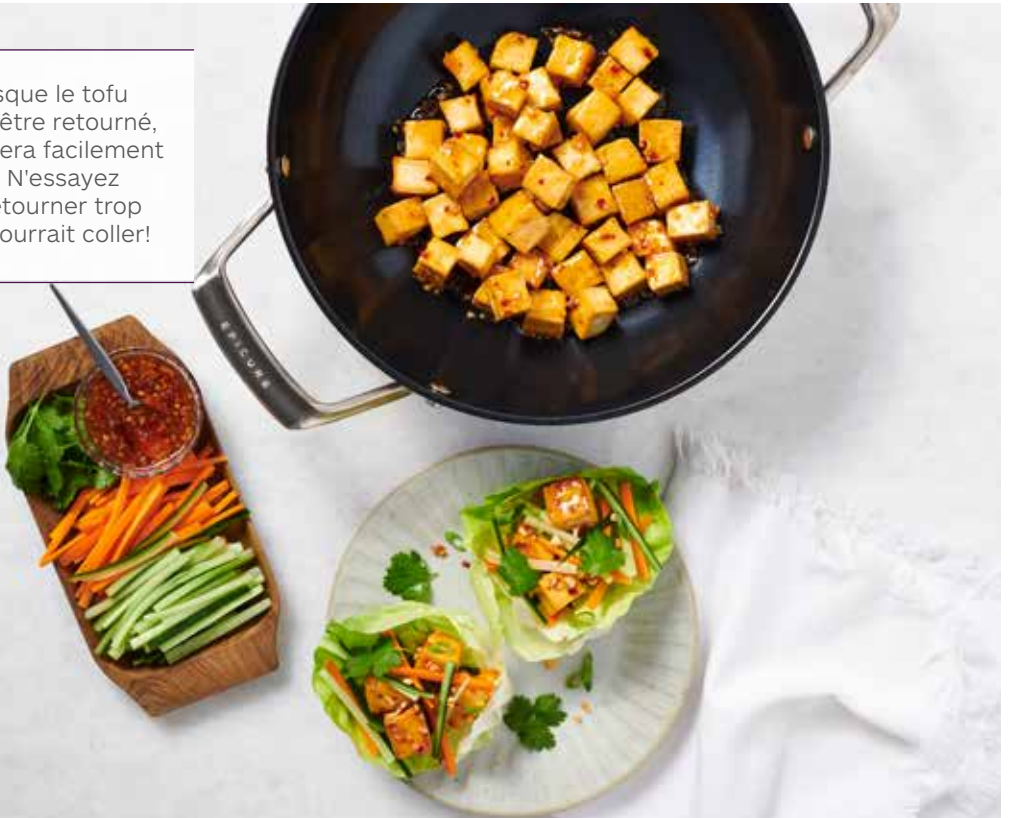 sque le tofu
être retourné,
era facilement
N'essayez
etourner trop
ourrait coller!
EPICURE